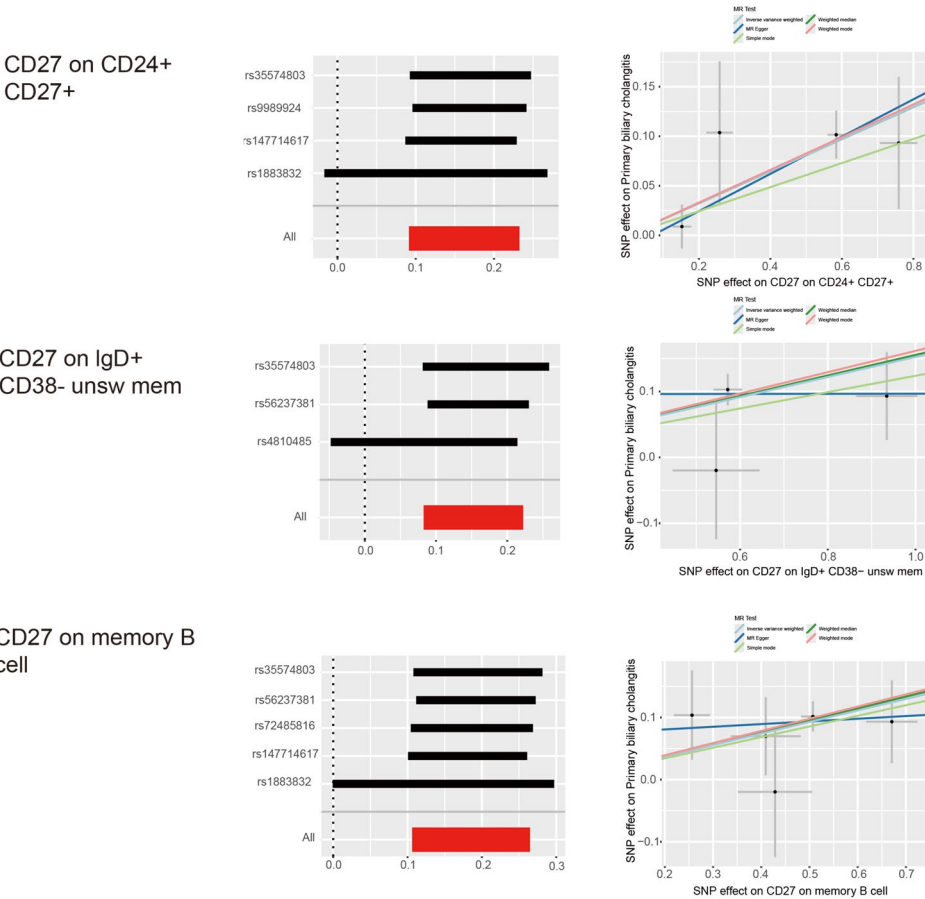 CD27 on CD24+
CD27+
rs35574803
rs9989924
rs147714617
rs1883832
All
0.0 0.1 0.2
MR Test
Inverse variance weighted Weighted median
MR Egger Weighted mode
Simple mode
SNP effect on Primary biliary cholangitis
0.15
0.10
0.05
0.00
0.2 0.4 0.6 0.8
SNP effect on CD27 on CD24+ CD27+
CD27 on IgD+
CD38- unsw mem
rs35574803
rs56237381
rs4810485
All
0.0 0.1 0.2
MR Test
Inverse variance weighted Weighted median
MR Egger Weighted mode
Simple mode
SNP effect on Primary biliary cholangitis
0.1
0.0
−0.1
0.6 0.8 1.0
SNP effect on CD27 on IgD+ CD38− unsw mem
CD27 on memory B
cell
rs35574803
rs56237381
rs72485816
rs147714617
rs1883832
All
0.0 0.1 0.2 0.3
MR Test
Inverse variance weighted Weighted median
MR Egger Weighted mode
Simple mode
SNP effect on Primary biliary cholangitis
0.1
0.0
−0.1
0.2 0.3 0.4 0.5 0.6 0.7
SNP effect on CD27 on memory B cell